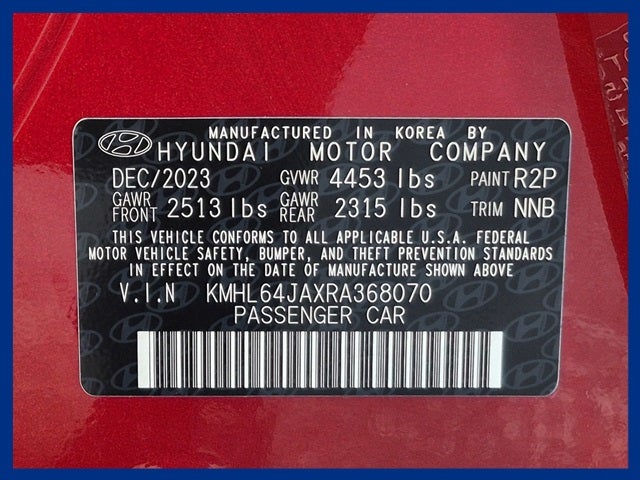 MANUFACTURED IN KOREA BY
HYUNDAI MOTOR COMPANY
DEC/2023 GVWR 4453 lbs PAINT R2P
GAWR FRONT 2513 lbs GAWR REAR 2315 lbs TRIM NNB
THIS VEHICLE CONFORMS TO ALL APPLICABLE U.S.A. FEDERAL
MOTOR VEHICLE SAFETY, BUMPER, AND THEFT PREVENTION STANDARDS
IN EFFECT ON THE DATE OF MANUFACTURE SHOWN ABOVE
V.I.N KMHL64JAXRA368070
PASSENGER CAR